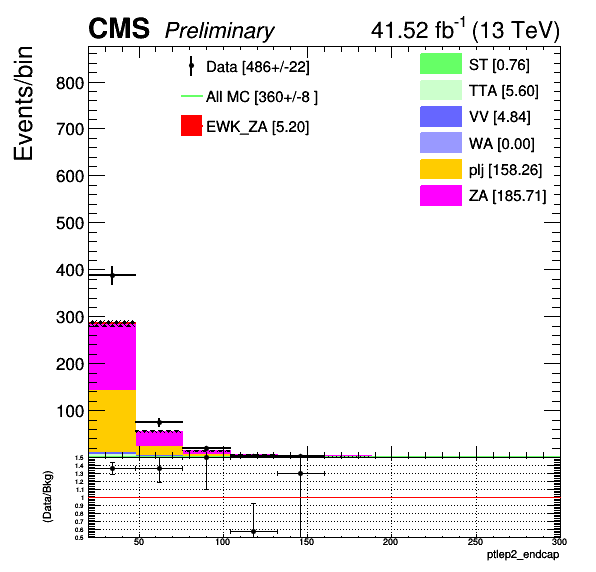 CMS Preliminary 41.52 fb⁻¹ (13 TeV)
Events/bin
800
700
600
500
400
300
200
100
Data [486+/-22]
All MC [360+/-8 ]
EWK_ZA [5.20]
ST [0.76]
TTA [5.60]
VV [4.84]
WA [0.00]
plj [158.26]
ZA [185.71]
(Data/Bkg)
1.5
1.4
1.3
1.2
1.1
1
0.9
0.8
0.7
0.6
0.5
50 100 150 200 250 300
ptlep2_endcap